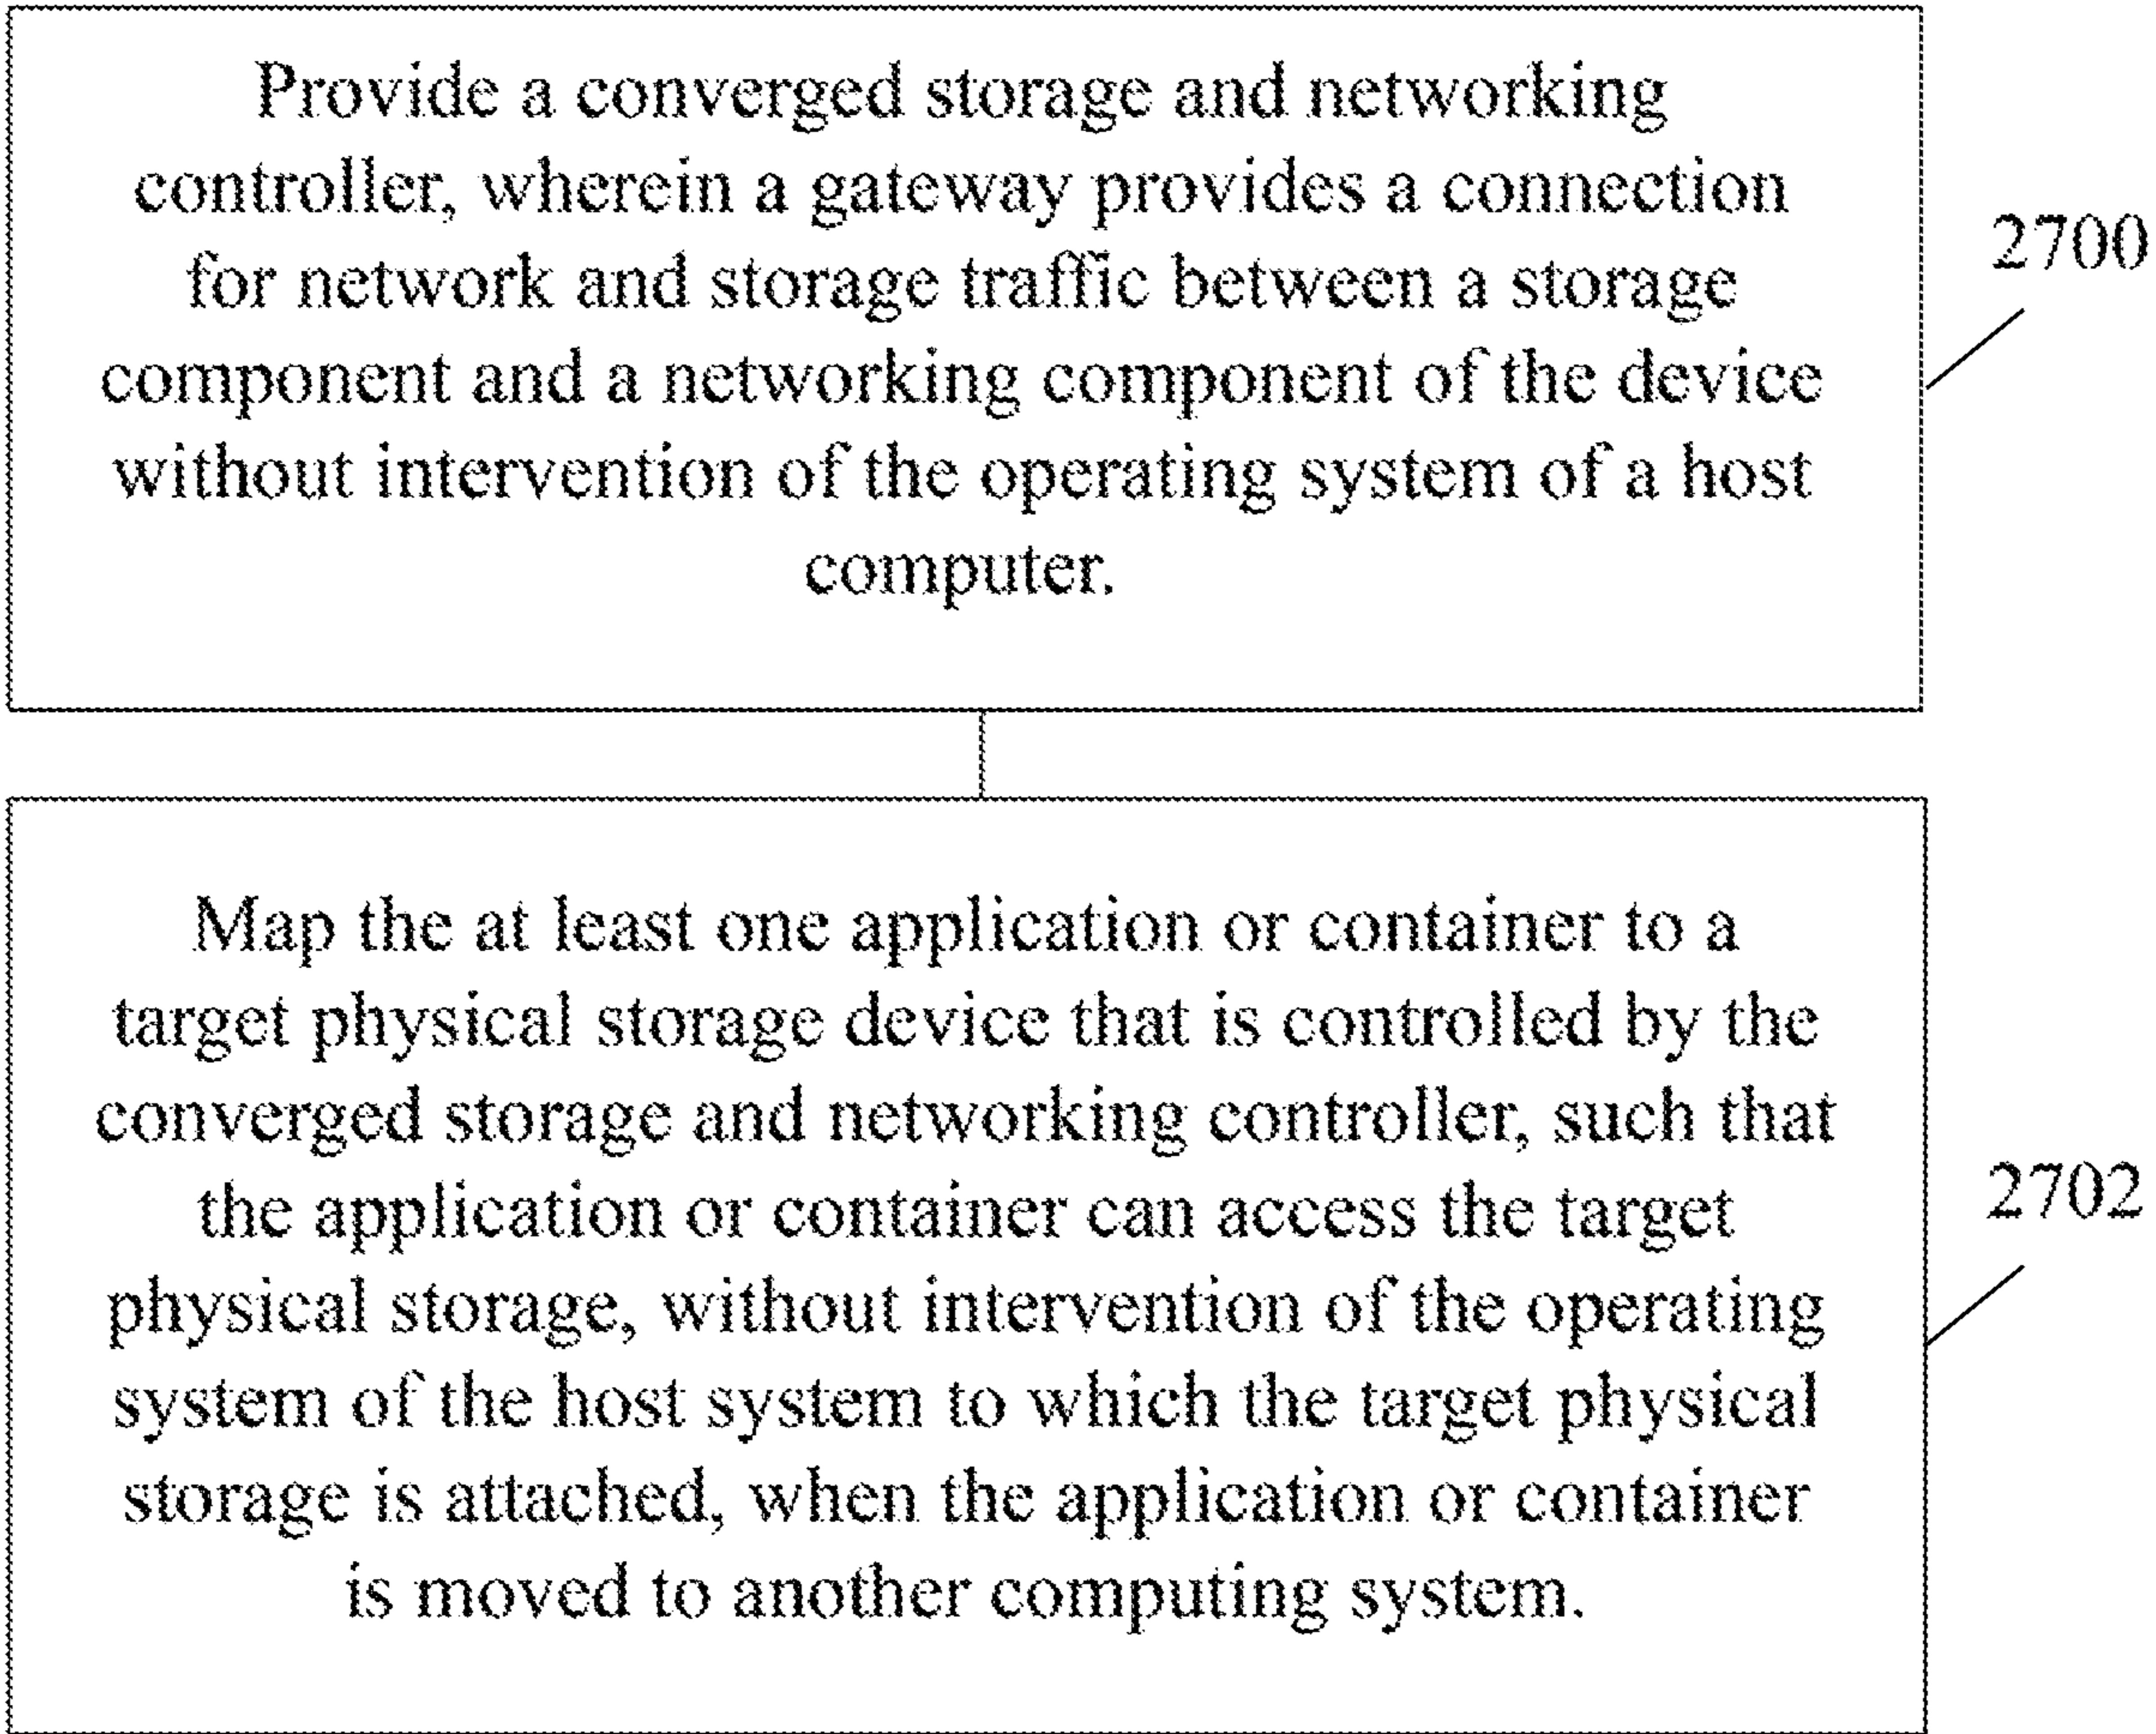 Provide a converged storage and networking
controller, wherein a gateway provides a connection
for network and storage traffic between a storage
component and a networking component of the device
without intervention of the operating system of a host
computer.
2700
Map the at least one application or container to a
target physical storage device that is controlled by the
converged storage and networking controller, such that
the application or container can access the target
physical storage, without intervention of the operating
system of the host system to which the target physical
storage is attached, when the application or container
is moved to another computing system.
2702